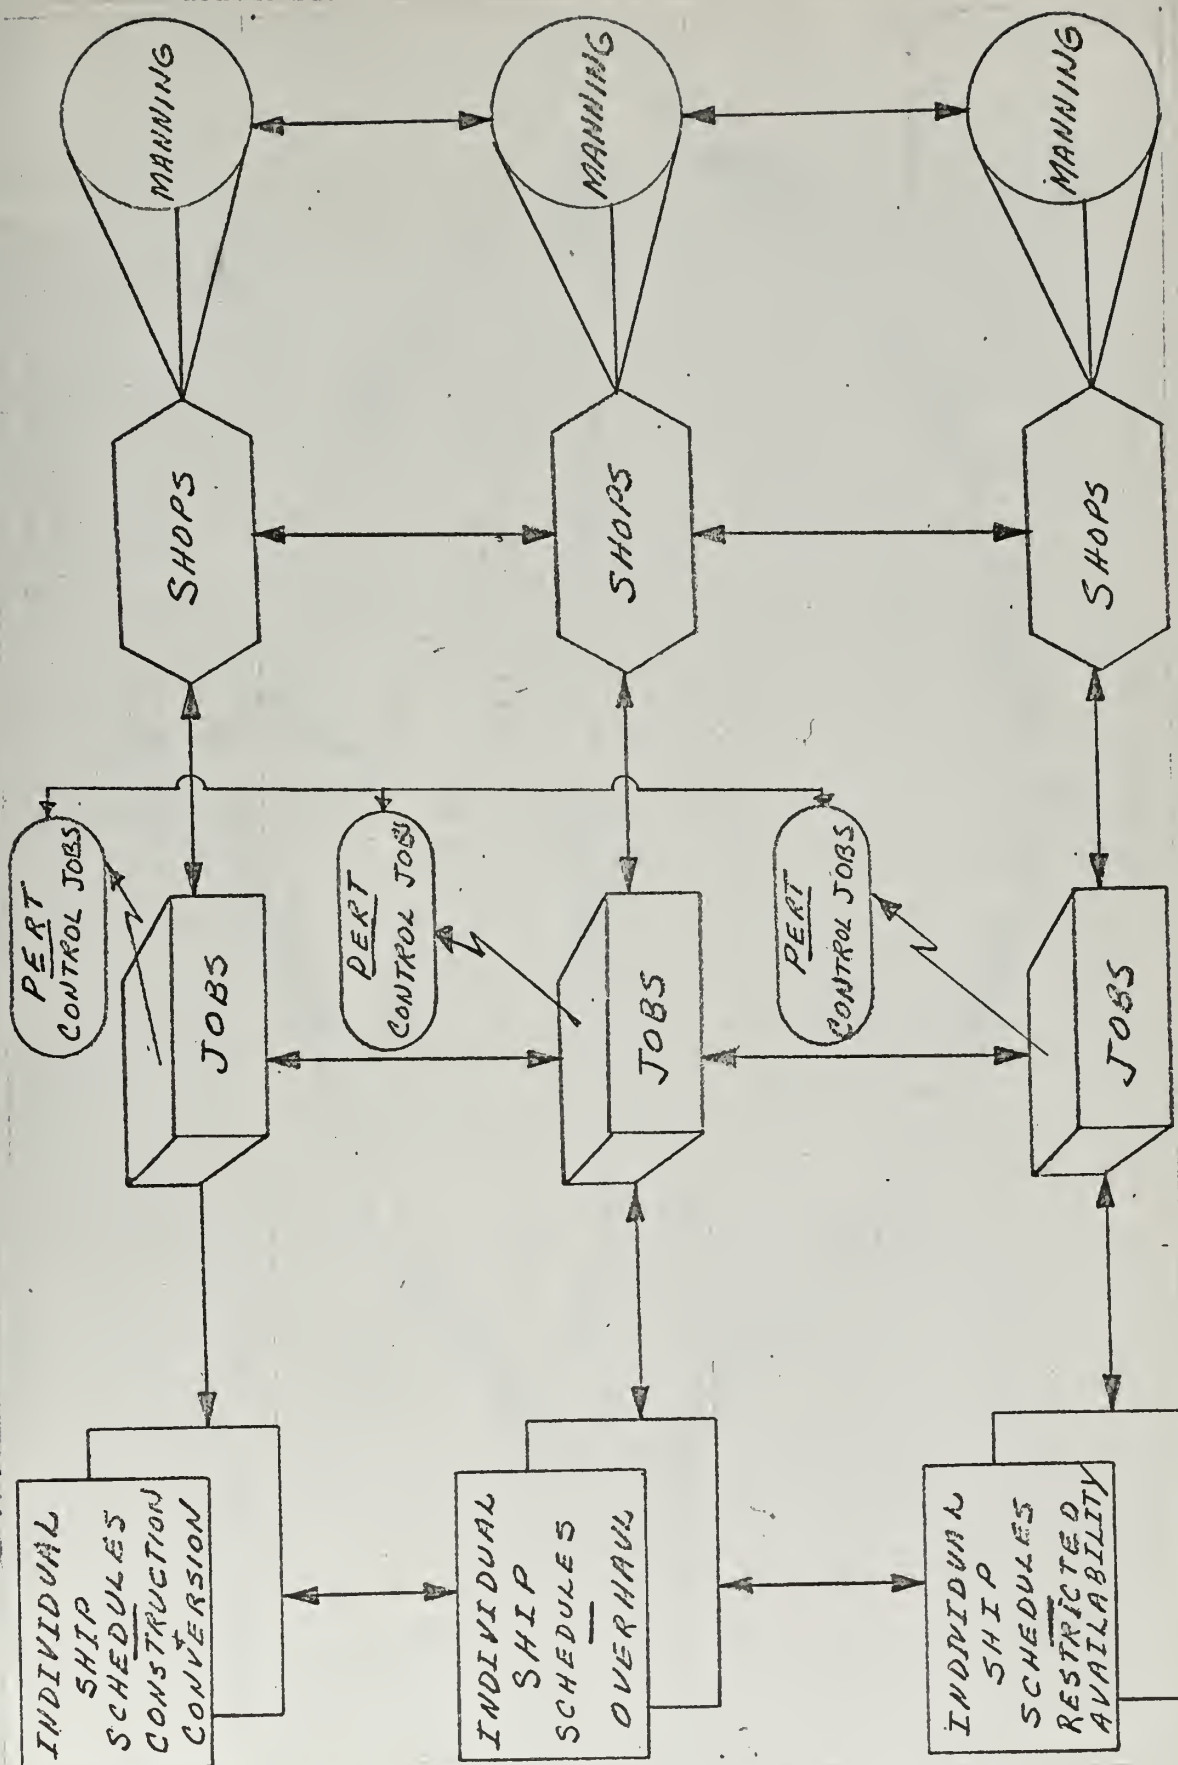 INDIVIDUAL
SHIP
SCHEDULES
CONSTRUCTION
+
CONVERSION
JOBS
PERT
CONTROL JOBS
SHOPS
MANNING
INDIVIDUAL
SHIP
SCHEDULES
OVERHAUL
JOBS
PERT
CONTROL JOBS
SHOPS
MANNING
INDIVIDUAL
SHIP
SCHEDULES
RESTRICTED
AVAILABILITY
JOBS
PERT
CONTROL JOBS
SHOPS
MANNING